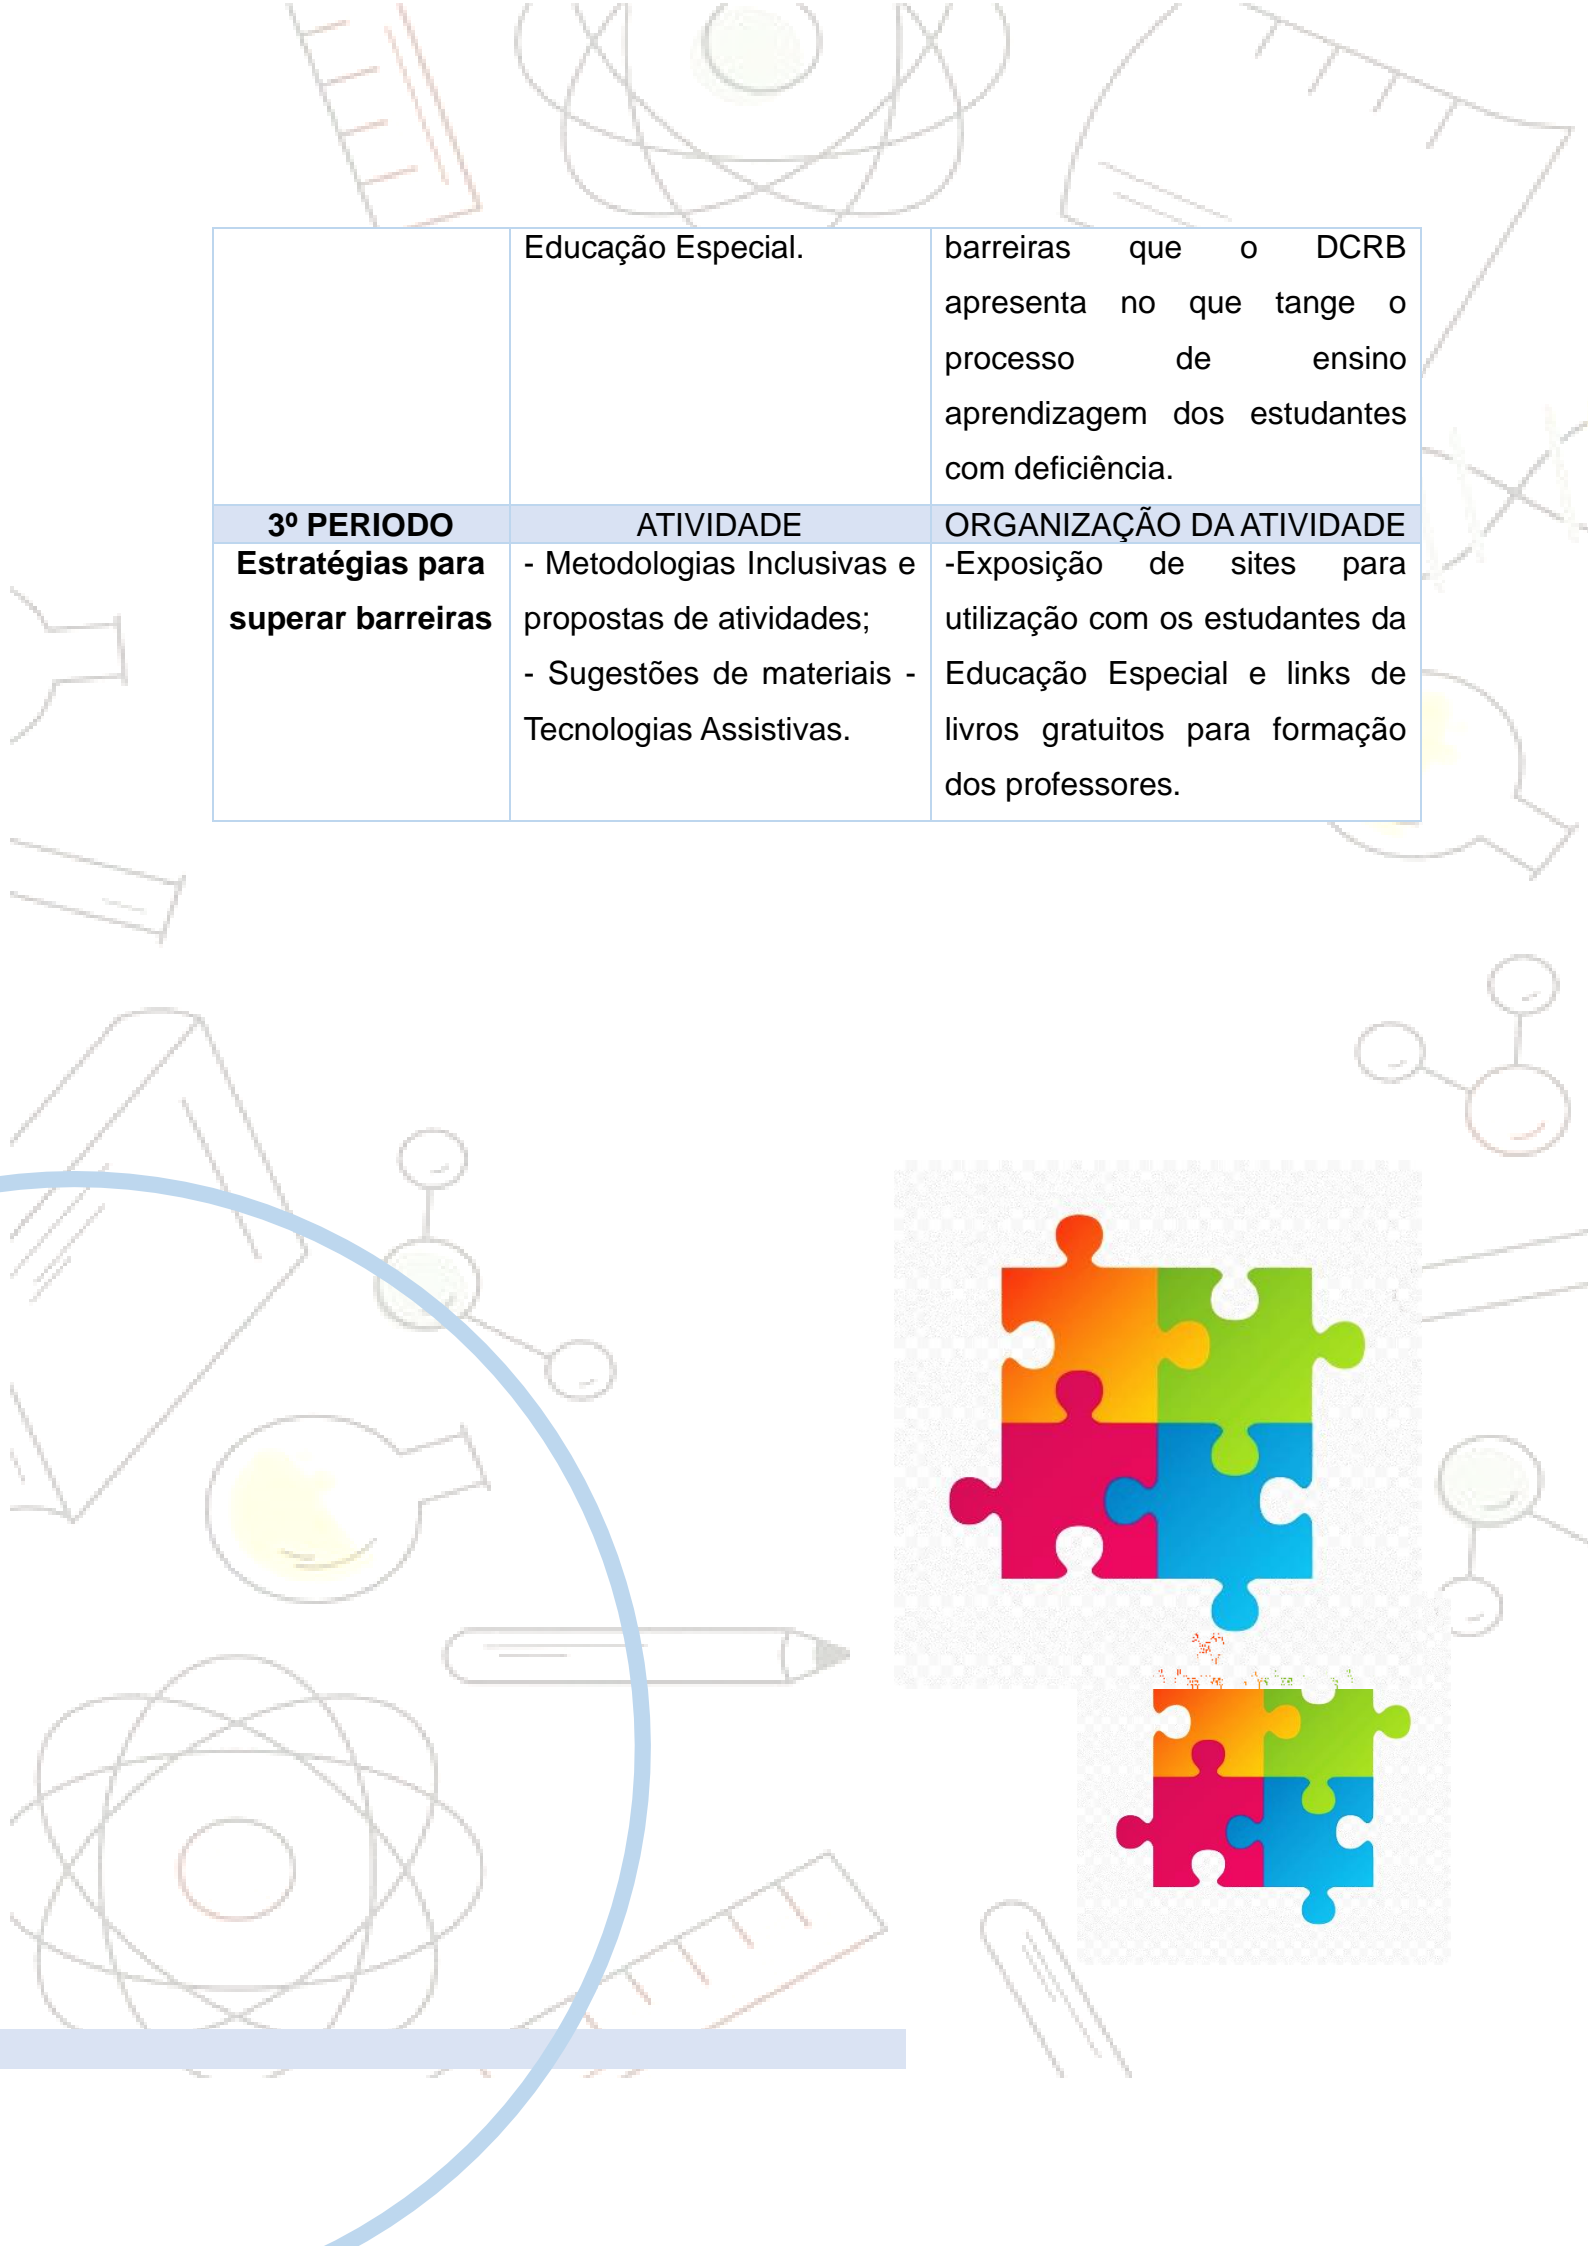 Educação Especial.
barreiras que o DCRB
apresenta no que tange o
processo de ensino
aprendizagem dos estudantes
com deficiência.
3º PERIODO ATIVIDADE ORGANIZAÇÃO DA ATIVIDADE
Estratégias para
superar barreiras
- Metodologias Inclusivas e
propostas de atividades;
- Sugestões de materiais -
Tecnologias Assistivas.
-Exposição de sites para
utilização com os estudantes da
Educação Especial e links de
livros gratuitos para formação
dos professores.